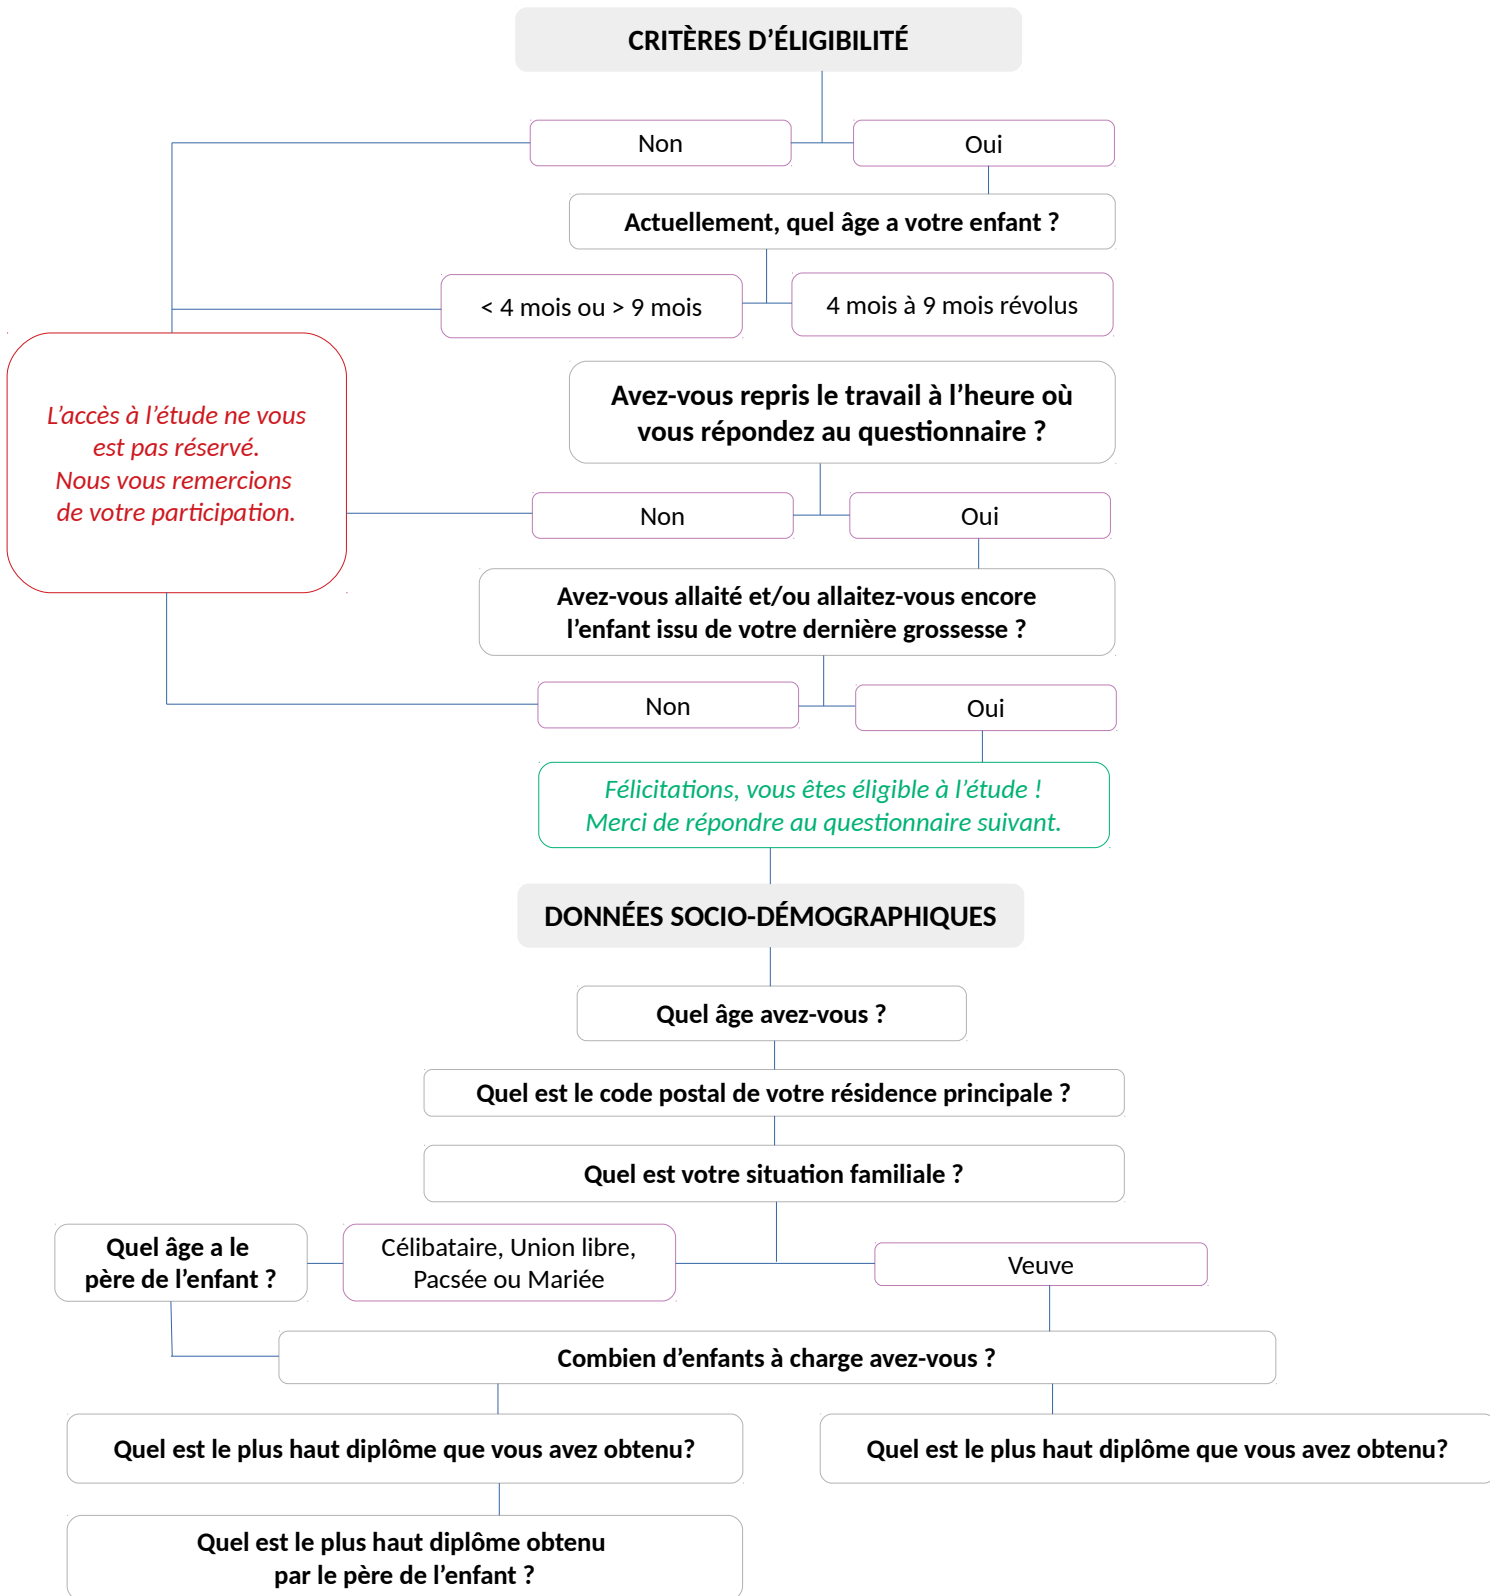 CRITÈRES D’ÉLIGIBILITÉ
Non
Oui
Actuellement, quel âge a votre enfant ?
< 4 mois ou > 9 mois
4 mois à 9 mois révolus
L’accès à l’étude ne vous
est pas réservé.
Nous vous remercions
de votre participation.
Avez-vous repris le travail à l’heure où
vous répondez au questionnaire ?
Non
Oui
Avez-vous allaité et/ou allaitez-vous encore
l’enfant issu de votre dernière grossesse ?
Non
Oui
Félicitations, vous êtes éligible à l’étude !
Merci de répondre au questionnaire suivant.
DONNÉES SOCIO-DÉMOGRAPHIQUES
Quel âge avez-vous ?
Quel est le code postal de votre résidence principale ?
Quel est votre situation familiale ?
Quel âge a le
père de l’enfant ?
Célibataire, Union libre,
Pacsée ou Mariée
Veuve
Combien d’enfants à charge avez-vous ?
Quel est le plus haut diplôme que vous avez obtenu?
Quel est le plus haut diplôme que vous avez obtenu?
Quel est le plus haut diplôme obtenu
par le père de l’enfant ?